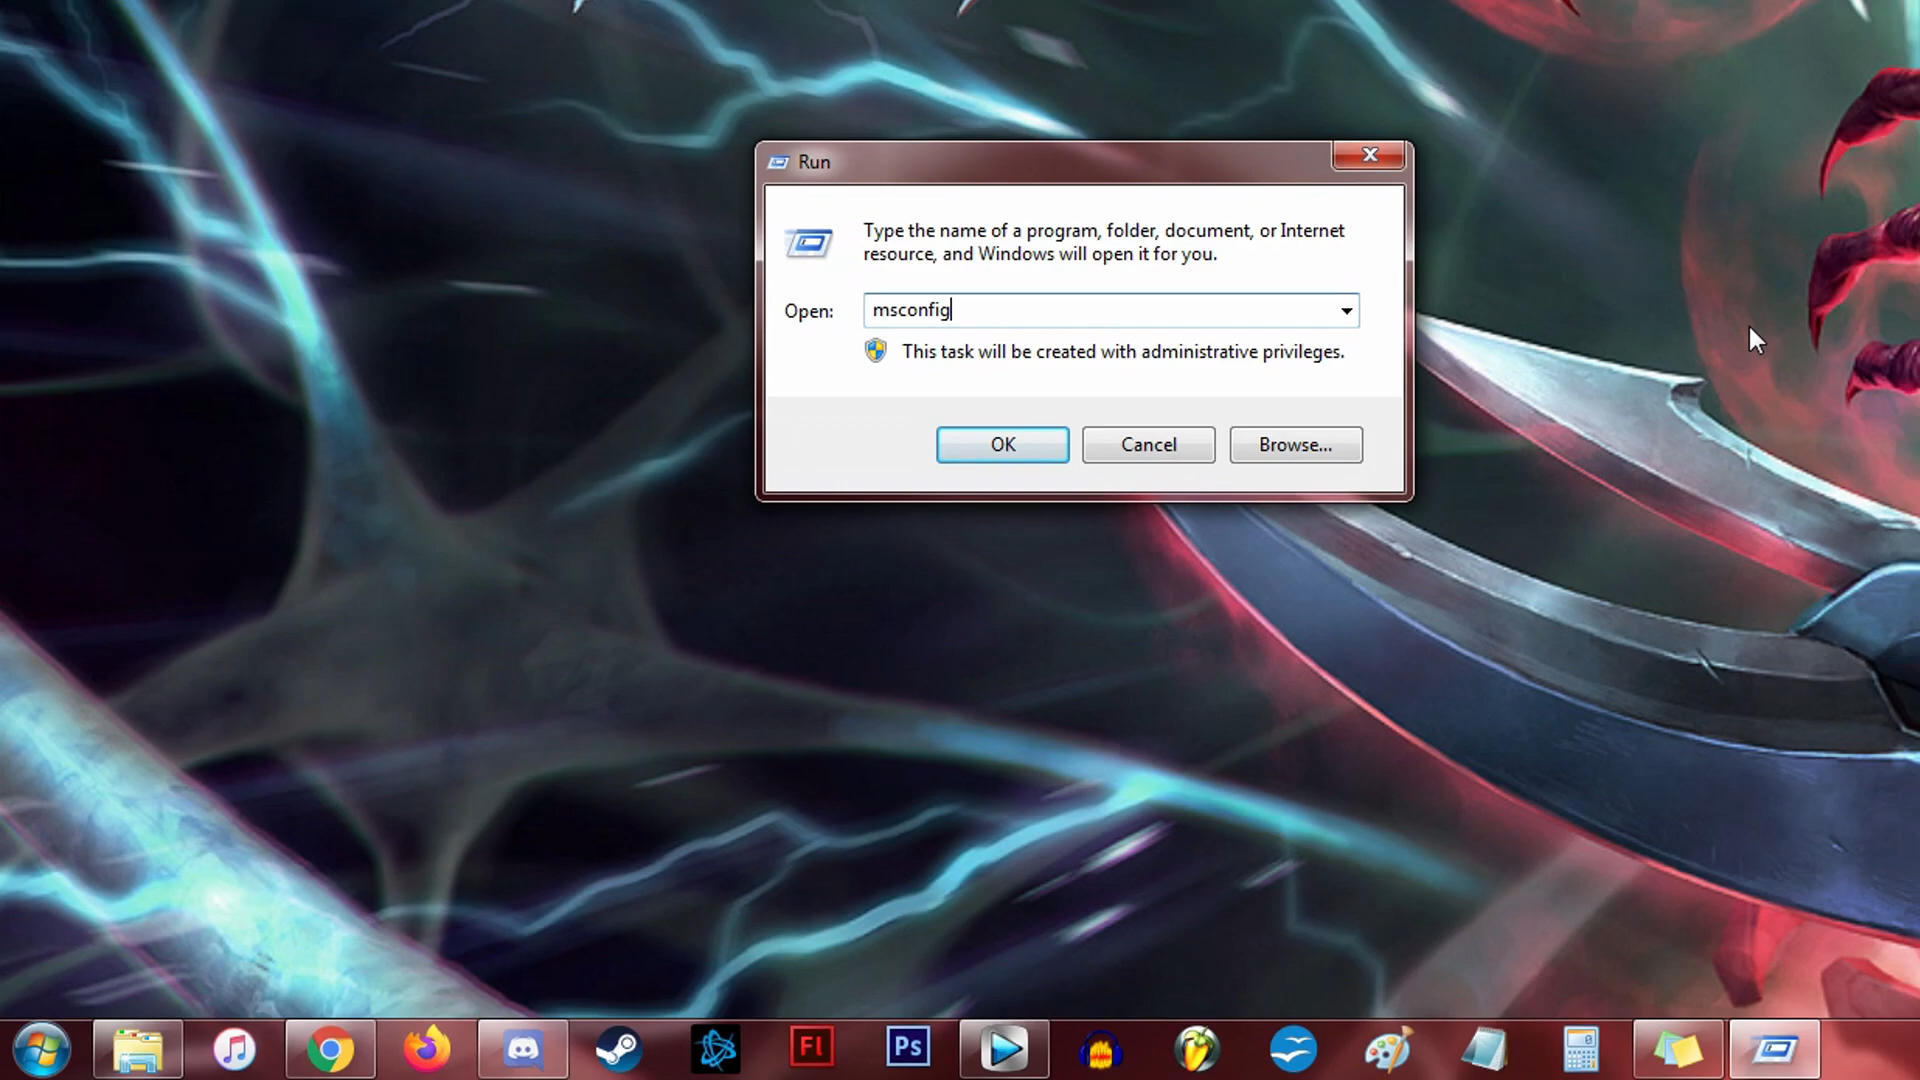 Run
Type the name of a program, folder, document, or Internet
resource, and Windows will open it for you.
Open: msconfig
This task will be created with administrative privileges.
OK Cancel Browse...
Fl Ps
0